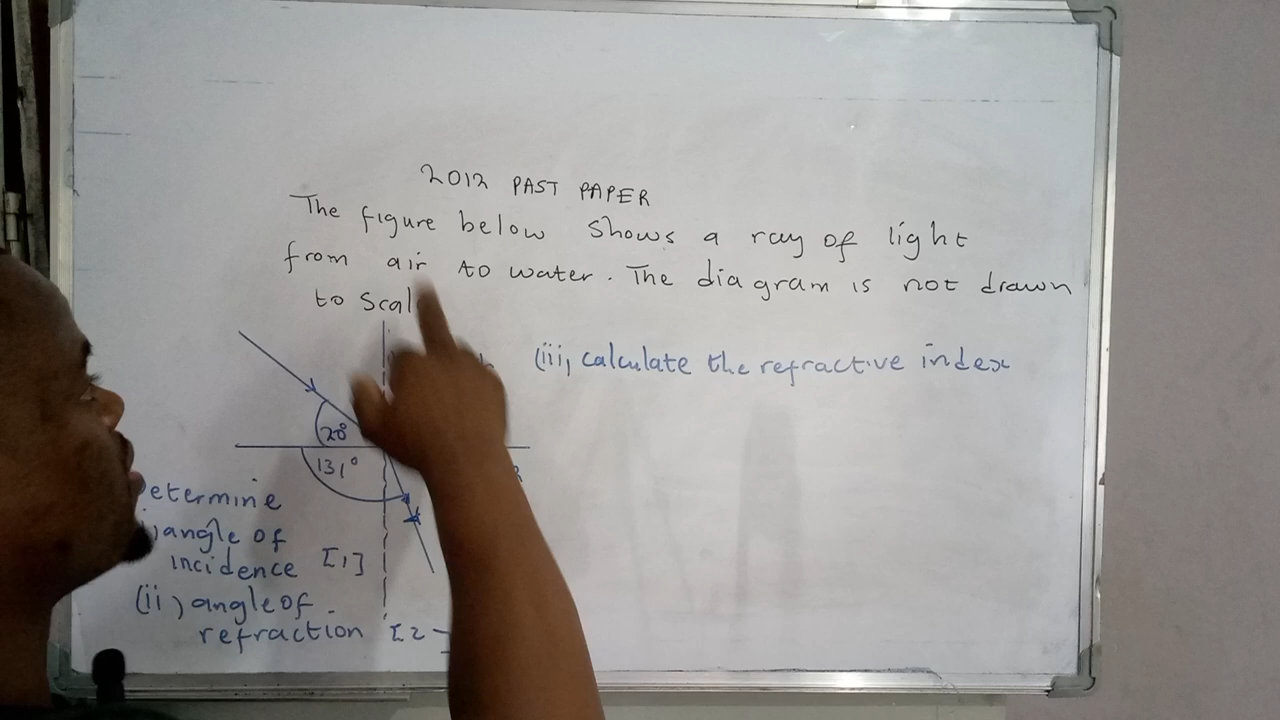 2012 PAST PAPER
The figure below shows a ray of light
from air to water. The diagram is not drawn
to scal
(iii) calculate the refractive index
20°
131°
etermine
angle of
incidence [1]
(ii) angle of
refraction [2